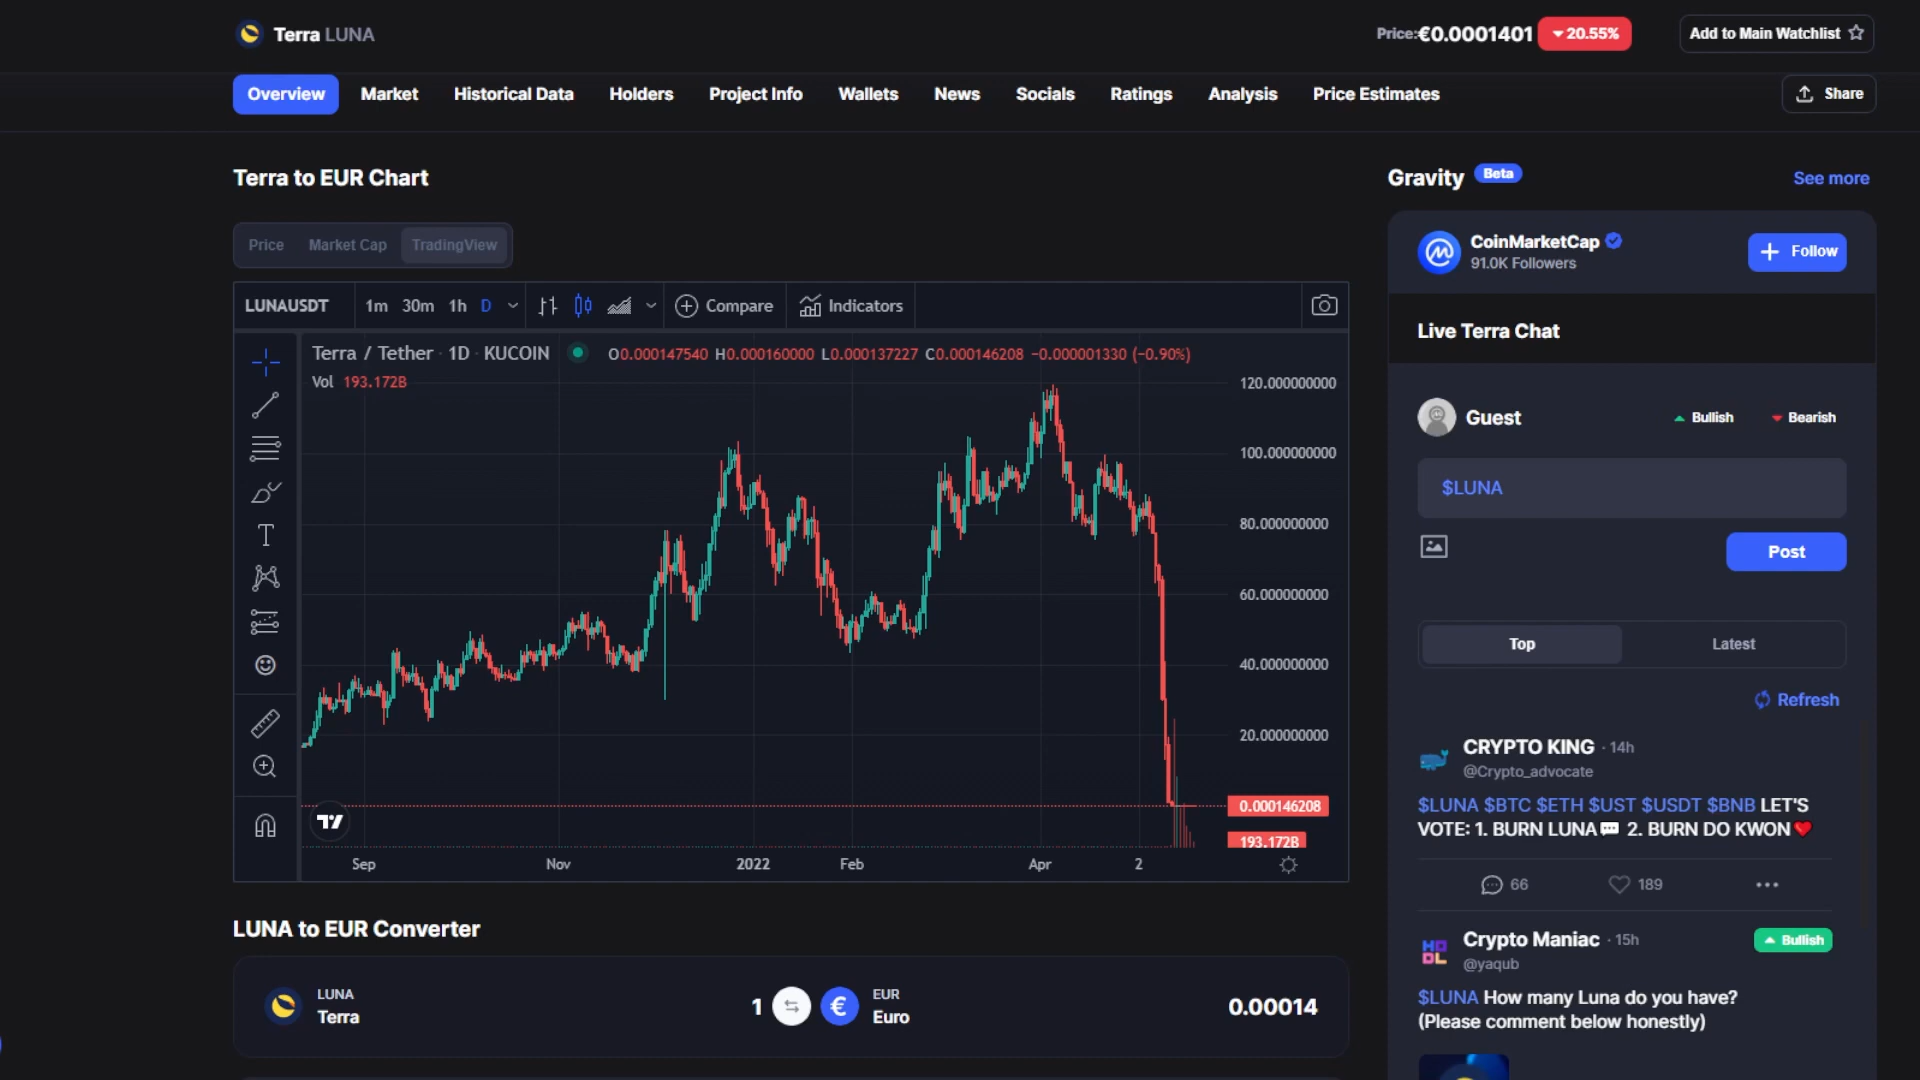 Terra LUNA
Price:€0.0001401 20.55%
Add to Main Watchlist
Overview Market Historical Data Holders Project Info Wallets News Socials Ratings Analysis Price Estimates
Share
Terra to EUR Chart
Price Market Cap TradingView
LUNAUSDT 1m 30m 1h D Compare Indicators
Terra / Tether · 1D · KUCOIN O0.000147540 H0.000160000 L0.000137227 C0.000146208 −0.000001330 (−0.90%)
Vol 193.172B
120.000000000
100.000000000
80.000000000
60.000000000
40.000000000
20.000000000
0.000146208
193.172B
Sep Nov 2022 Feb Apr 2
LUNA to EUR Converter
LUNA
Terra
1
€
EUR
Euro
0.00014
Gravity Beta
See more
CoinMarketCap
91.0K Followers
+ Follow
Live Terra Chat
Guest
Bullish Bearish
$LUNA
Post
Top Latest
Refresh
CRYPTO KING · 14h
@Crypto_advocate
$LUNA $BTC $ETH $UST $USDT $BNB LET'S
VOTE: 1. BURN LUNA💬 2. BURN DO KWON❤️
66 189
HODL
Crypto Maniac · 15h
Bullish
@yaqub
$LUNA How many Luna do you have?
(Please comment below honestly)